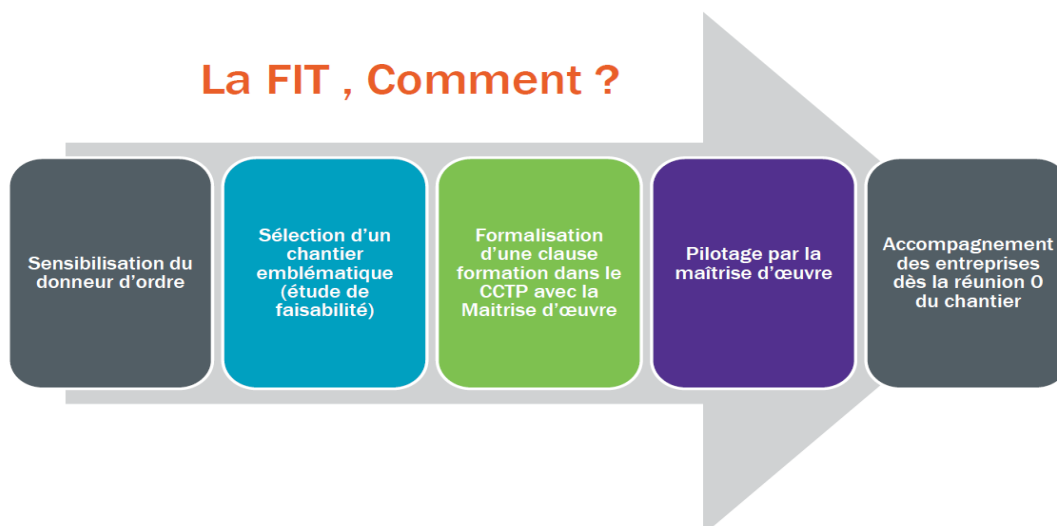 La FIT , Comment ?
Sensibilisation du
donneur d'ordre
Sélection d'un
chantier
emblématique
(étude de
faisabilité)
Formalisation
d'une clause
formation dans le
CCTP avec la
Maitrise d'œuvre
Pilotage par la
maîtrise d'œuvre
Accompagnement
des entreprises
dès la réunion 0
du chantier